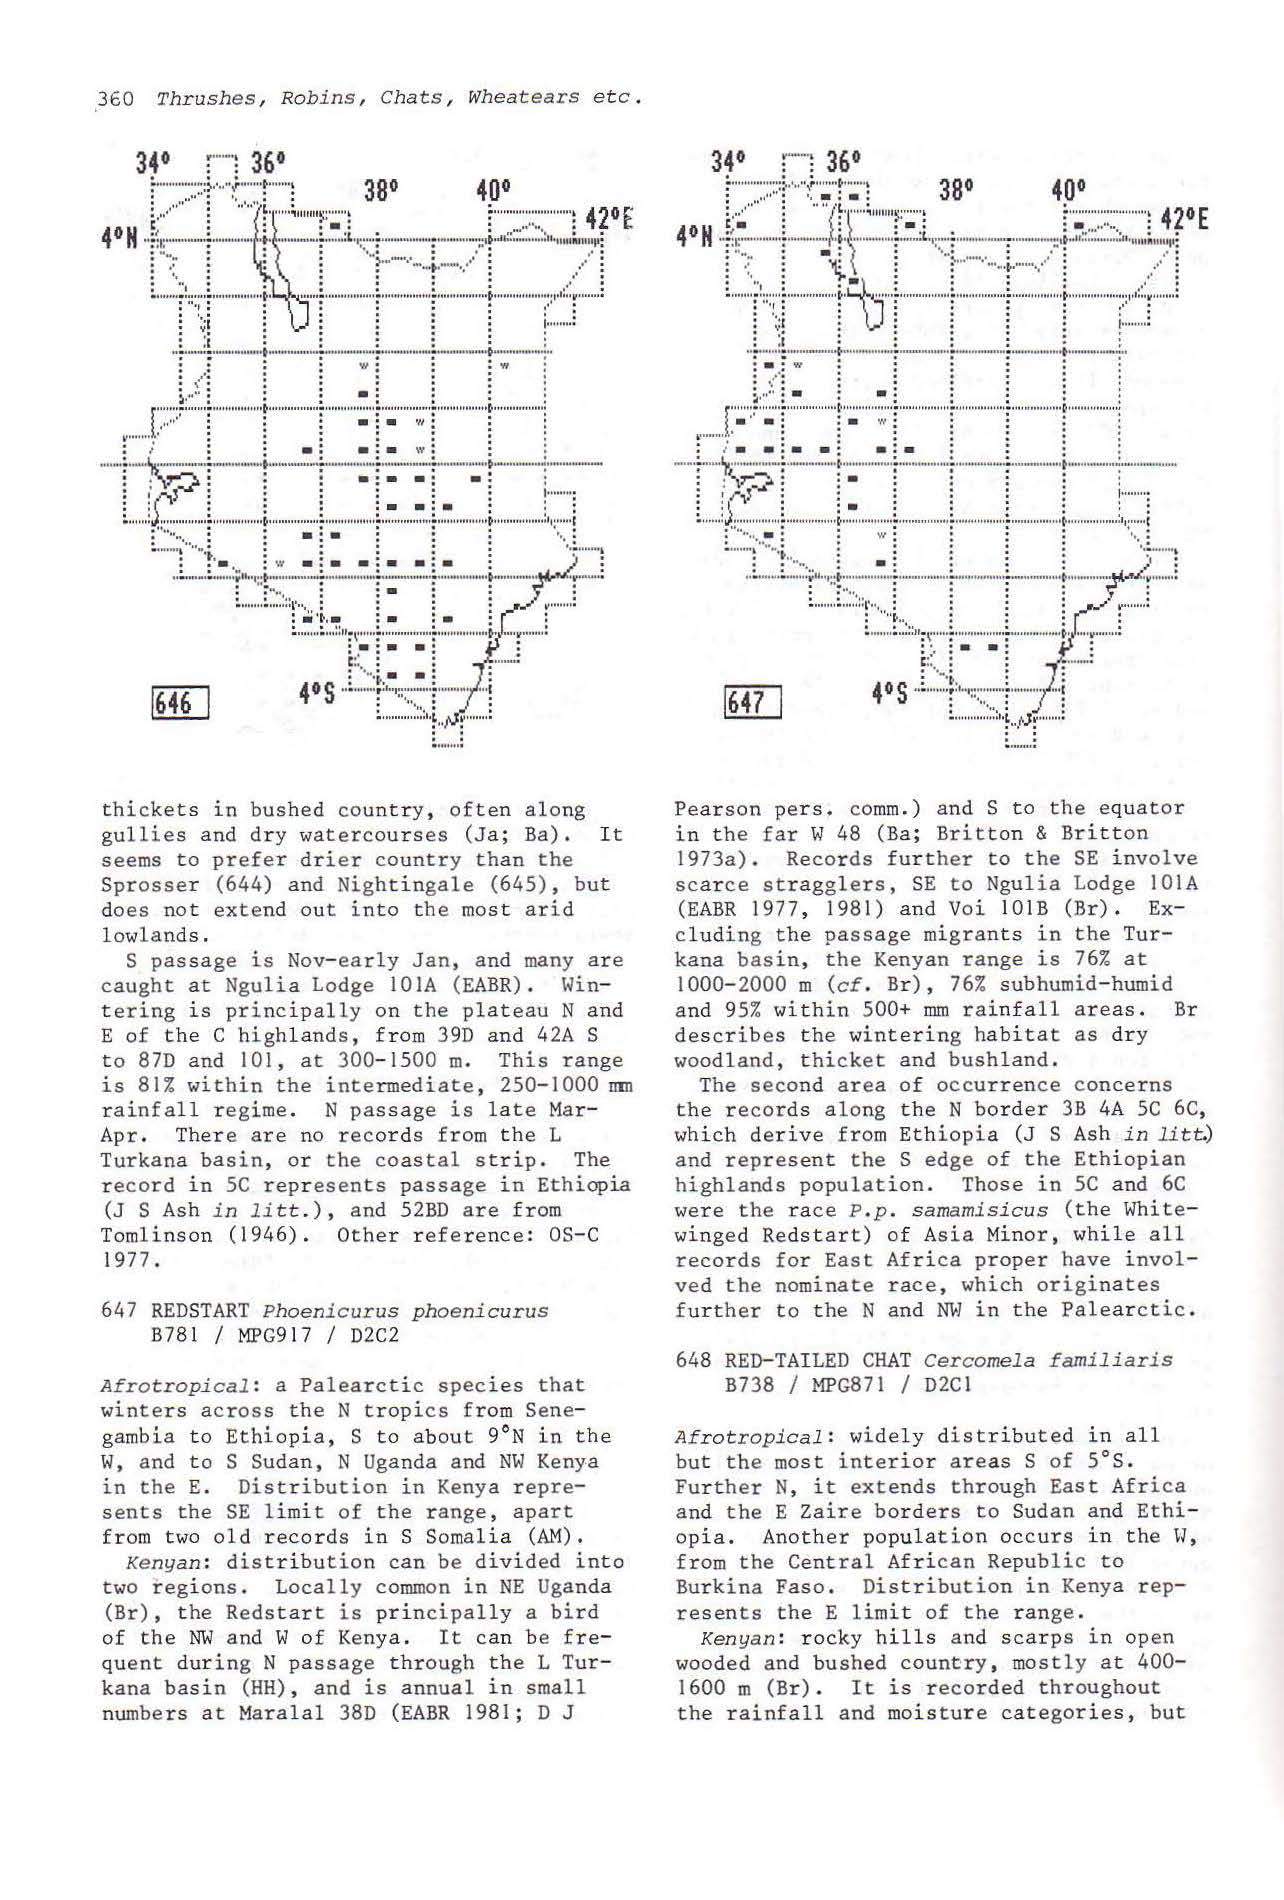 360 Thrushes, Robins, Chats, Wheatears etc.
34° 36°
38° 40°
42°E
4°N
w w
w
w
w
646
4°S
34° 36°
38° 40°
42°E
4°N
w
w
w
647
4°S
thickets in bushed country, often along
gullies and dry watercourses (Ja; Ba). It
seems to prefer drier country than the
Sprosser (644) and Nightingale (645), but
does not extend out into the most arid
lowlands.
S passage is Nov-early Jan, and many are
caught at Ngulia Lodge 101A (EABR). Win-
tering is principally on the plateau N and
E of the C highlands, from 39D and 42A S
to 87D and 101, at 300-1500 m. This range
is 81% within the intermediate, 250-1000 mm
rainfall regime. N passage is late Mar-
Apr. There are no records from the L
Turkana basin, or the coastal strip. The
record in 5C represents passage in Ethiopia
(J S Ash in litt.), and 52BD are from
Tomlinson (1946). Other reference: OS-C
1977.
647 REDSTART Phoenicurus phoenicurus
B781 / MPG917 / D2C2
Afrotropical: a Palearctic species that
winters across the N tropics from Sene-
gambia to Ethiopia, S to about 9°N in the
W, and to S Sudan, N Uganda and NW Kenya
in the E. Distribution in Kenya repre-
sents the SE limit of the range, apart
from two old records in S Somalia (AM).
Kenyan: distribution can be divided into
two regions. Locally common in NE Uganda
(Br), the Redstart is principally a bird
of the NW and W of Kenya. It can be fre-
quent during N passage through the L Tur-
kana basin (HH), and is annual in small
numbers at Maralal 38D (EABR 1981; D J
Pearson pers. comm.) and S to the equator
in the far W 48 (Ba; Britton & Britton
1973a). Records further to the SE involve
scarce stragglers, SE to Ngulia Lodge 101A
(EABR 1977, 1981) and Voi 101B (Br). Ex-
cluding the passage migrants in the Tur-
kana basin, the Kenyan range is 76% at
1000-2000 m (cf. Br), 76% subhumid-humid
and 95% within 500+ mm rainfall areas. Br
describes the wintering habitat as dry
woodland, thicket and bushland.
The second area of occurrence concerns
the records along the N border 3B 4A 5C 6C,
which derive from Ethiopia (J S Ash in litt.)
and represent the S edge of the Ethiopian
highlands population. Those in 5C and 6C
were the race P.p. samamisicus (the White-
winged Redstart) of Asia Minor, while all
records for East Africa proper have invol-
ved the nominate race, which originates
further to the N and NW in the Palearctic.
648 RED-TAILED CHAT Cercomela familiaris
B738 / MPG871 / D2C1
Afrotropical: widely distributed in all
but the most interior areas S of 5°S.
Further N, it extends through East Africa
and the E Zaire borders to Sudan and Ethi-
opia. Another population occurs in the W,
from the Central African Republic to
Burkina Faso. Distribution in Kenya rep-
resents the E limit of the range.
Kenyan: rocky hills and scarps in open
wooded and bushed country, mostly at 400-
1600 m (Br). It is recorded throughout
the rainfall and moisture categories, but